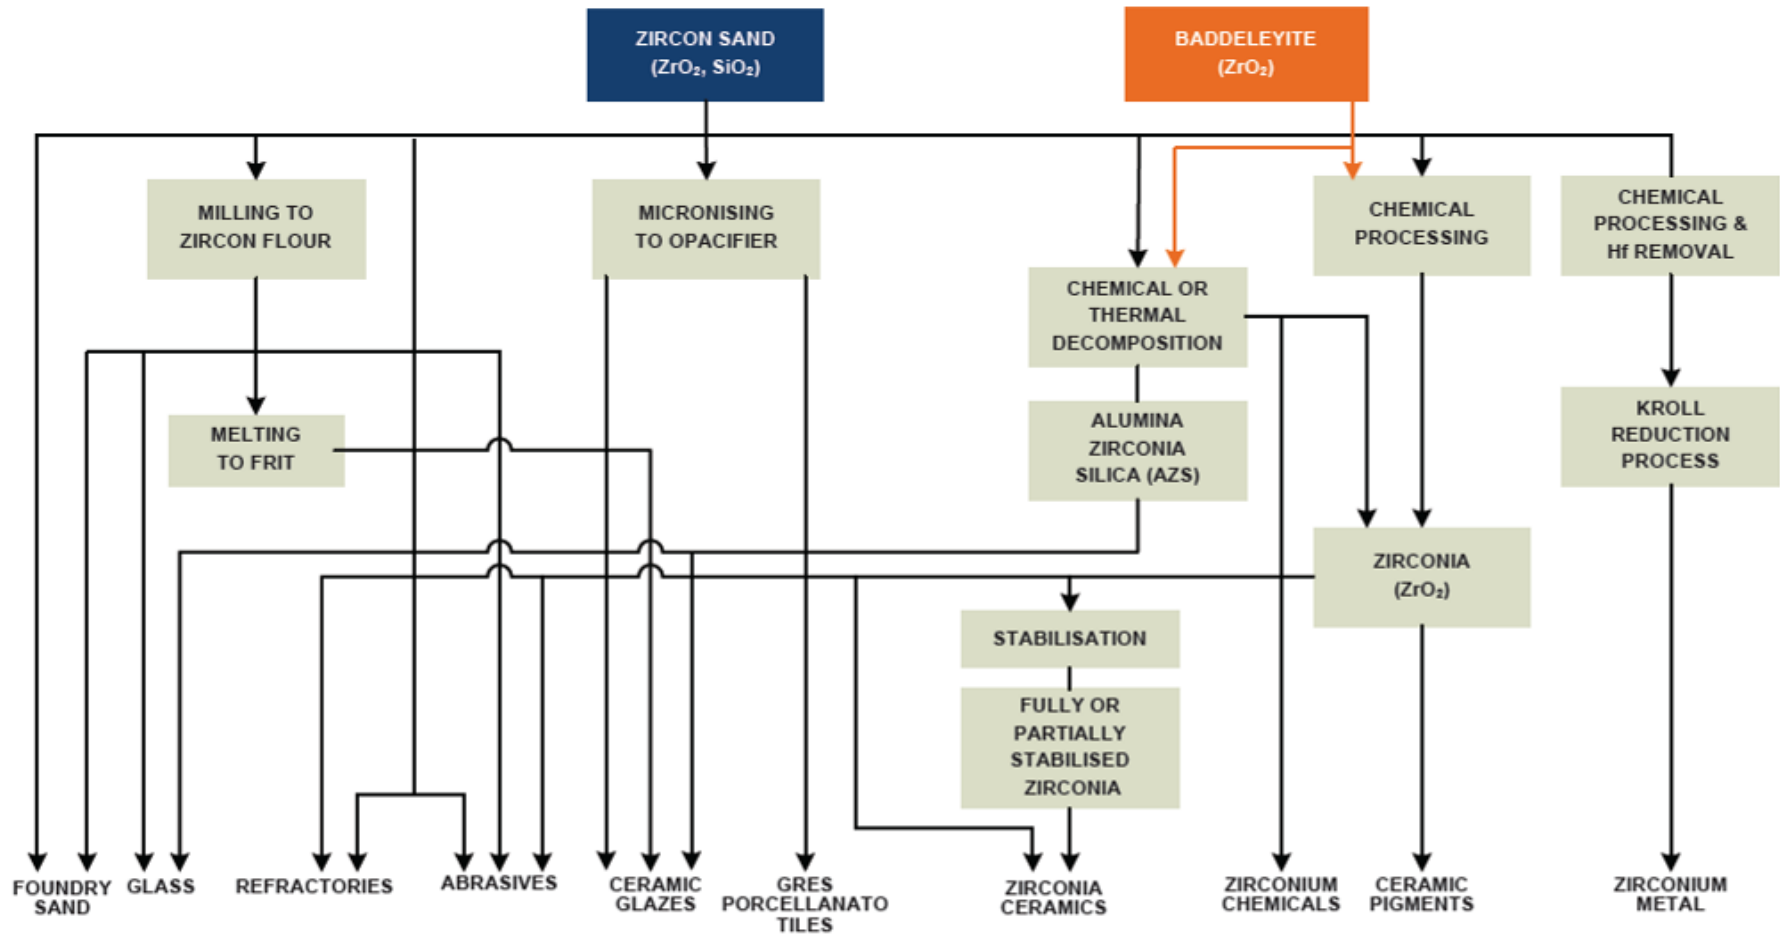 ZIRCON SAND
(ZrO₂, SiO₂)
BADDELEYITE
(ZrO₂)
MILLING TO
ZIRCON FLOUR
MICRONISING
TO OPACIFIER
CHEMICAL
PROCESSING
CHEMICAL
PROCESSING &
Hf REMOVAL
CHEMICAL OR
THERMAL
DECOMPOSITION
MELTING
TO FRIT
ALUMINA
ZIRCONIA
SILICA (AZS)
KROLL
REDUCTION
PROCESS
ZIRCONIA
(ZrO₂)
STABILISATION
FULLY OR
PARTIALLY
STABILISED
ZIRCONIA
FOUNDRY
SAND
GLASS
REFRACTORIES
ABRASIVES
CERAMIC
GLAZES
GRES
PORCELLANATO
TILES
ZIRCONIA
CERAMICS
ZIRCONIUM
CHEMICALS
CERAMIC
PIGMENTS
ZIRCONIUM
METAL